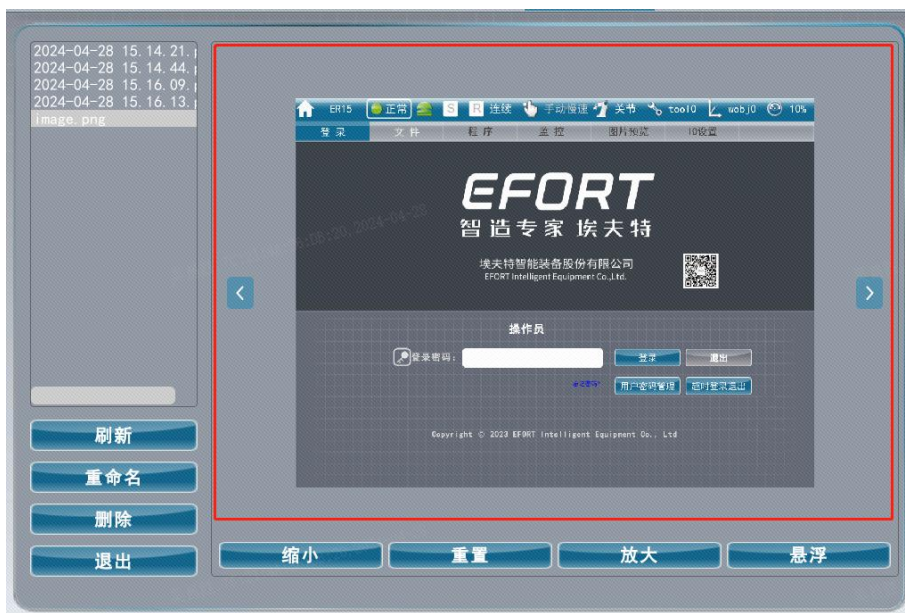 2024-04-28 15.14.21.p
2024-04-28 15.14.44.p
2024-04-28 15.16.09.p
2024-04-28 15.16.13.p
image.png
刷新
重命名
删除
退出
ER15 正常 S R 连续 手动慢速 关节 tool0 wobj0 10%
登录 文件 程序 监控 图片预览 IO设置
EFORT
智造专家 埃夫特
埃夫特智能装备股份有限公司
EFORT Intelligent Equipment Co.,Ltd.
操作员
登录密码:
登录 退出
用户密码管理 超时登录退出
Copyright © 2023 EFORT Intelligent Equipment Co., Ltd
缩小 重置 放大 悬浮